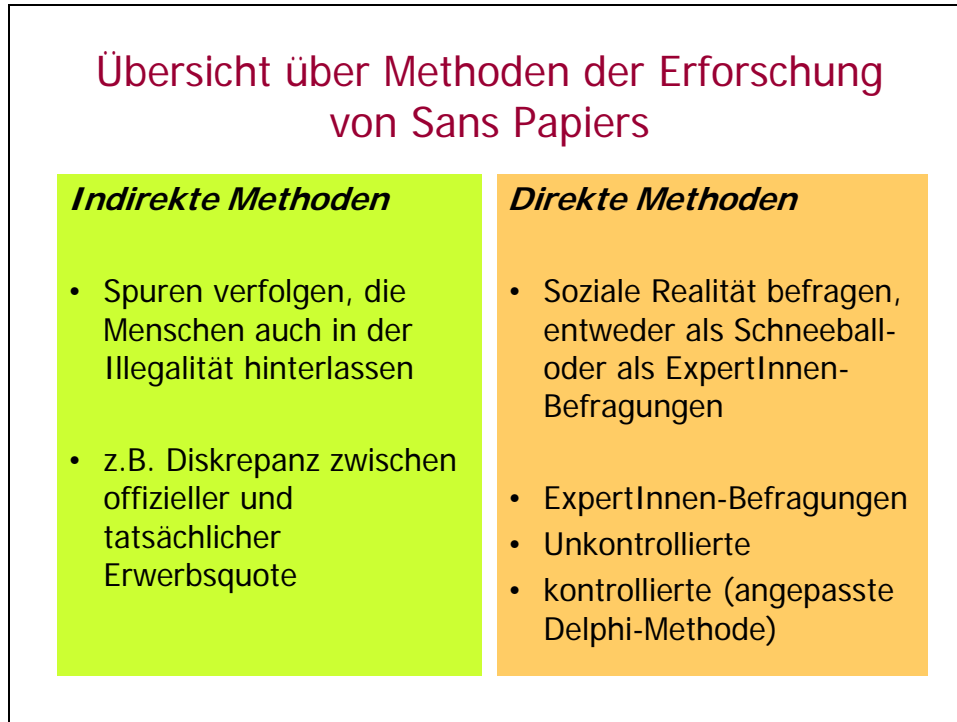 Übersicht über Methoden der Erforschung
von Sans Papiers
Indirekte Methoden
• Spuren verfolgen, die
Menschen auch in der
Illegalität hinterlassen
• z.B. Diskrepanz zwischen
offizieller und
tatsächlicher
Erwerbsquote
Direkte Methoden
• Soziale Realität befragen,
entweder als Schneeball-
oder als ExpertInnen-
Befragungen
• ExpertInnen-Befragungen
• Unkontrollierte
• kontrollierte (angepasste
Delphi-Methode)